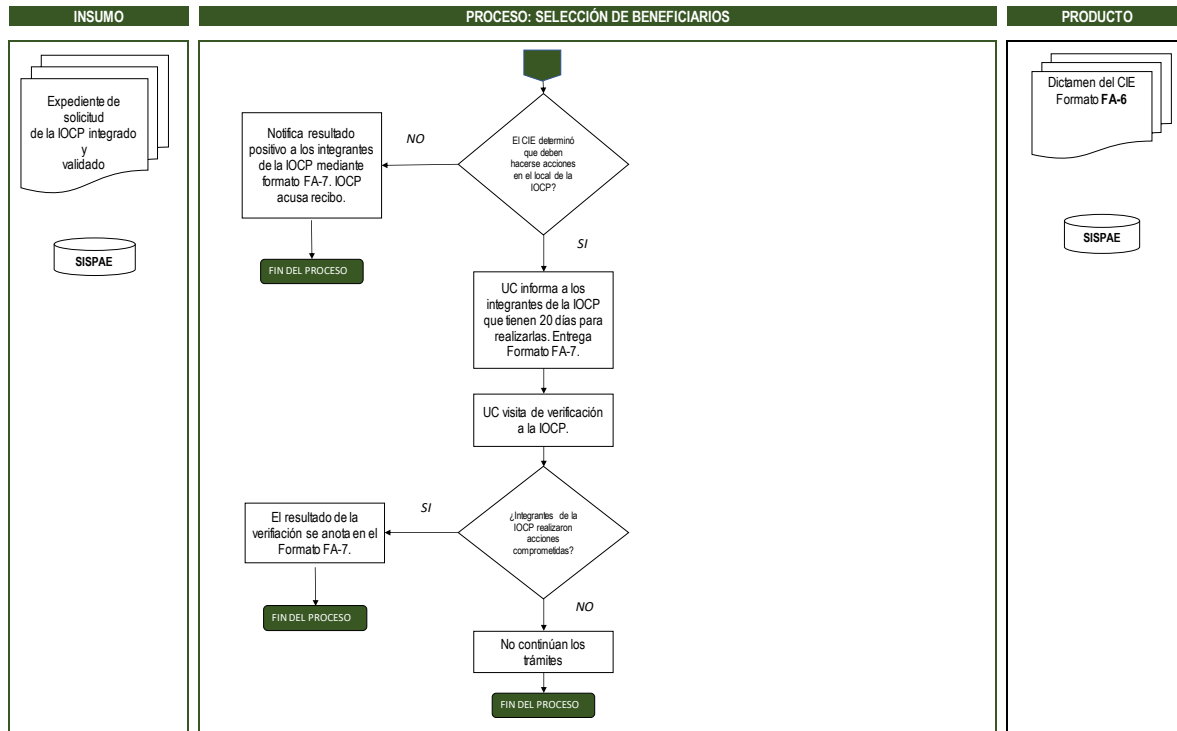 INSUMO
PROCESO: SELECCIÓN DE BENEFICIARIOS
PRODUCTO
Expediente de
solicitud
de la IOCP integrado
y
validado
SISPAE
El CIE determinó
que deben
hacerse acciones
en el local de la
IOCP?
NO
Notifica resultado
positivo a los integrantes
de la IOCP mediante
formato FA-7. IOCP
acusa recibo.
FIN DEL PROCESO
SI
UC informa a los
integrantes de la IOCP
que tienen 20 días para
realizarlas. Entrega
Formato FA-7.
UC visita de verificación
a la IOCP.
¿Integrantes de la
IOCP realizaron
acciones
comprometidas?
SI
El resultado de la
verifiación se anota en el
Formato FA-7.
FIN DEL PROCESO
NO
No continúan los
trámites
FIN DEL PROCESO
Dictamen del CIE
Formato FA-6
SISPAE